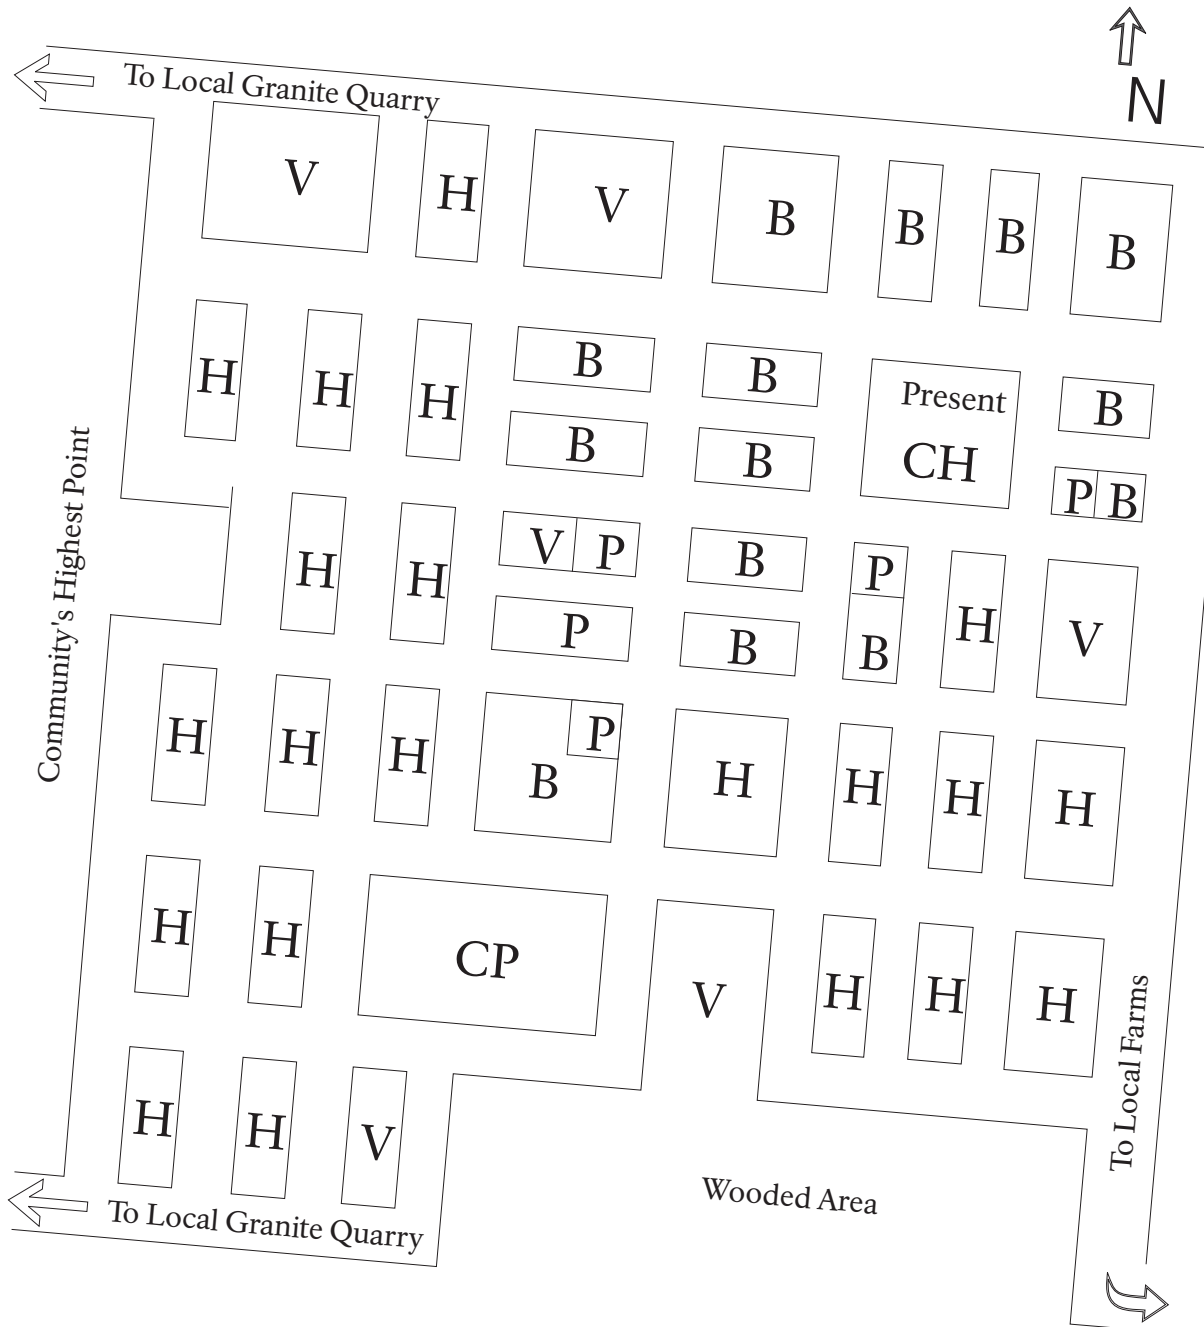 N
To Local Granite Quarry
V H V B B B B
H H H B B Present B
B B CH P B
H H V P B P H V
P B B
H H H B P H H H H
H H CP V H H H
H H V
Community's Highest Point
To Local Farms
Wooded Area
To Local Granite Quarry